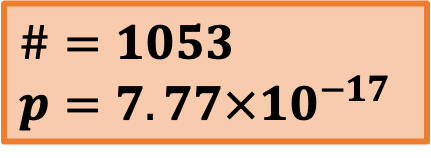 # = 1053
p = 7.77×10⁻¹⁷